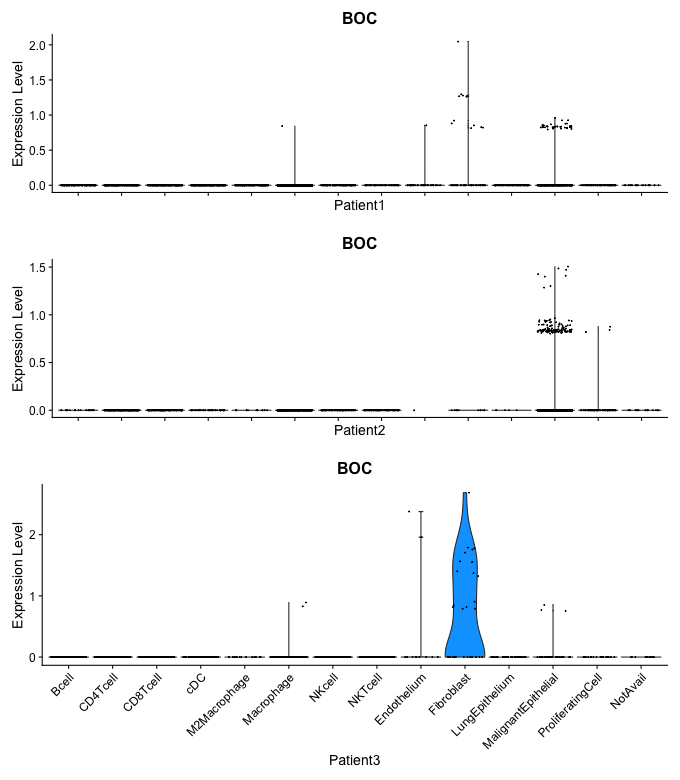 BOC
Expression Level
2.0
1.5
1.0
0.5
0.0
Patient1
BOC
Expression Level
1.5
1.0
0.5
0.0
Patient2
BOC
Expression Level
2
1
0
Bcell
CD4Tcell
CD8Tcell
cDC
M2Macrophage
Macrophage
NKcell
NKTcell
Endothelium
Fibroblast
LungEpithelium
MalignantEpithelial
ProliferatingCell
NotAvail
Patient3